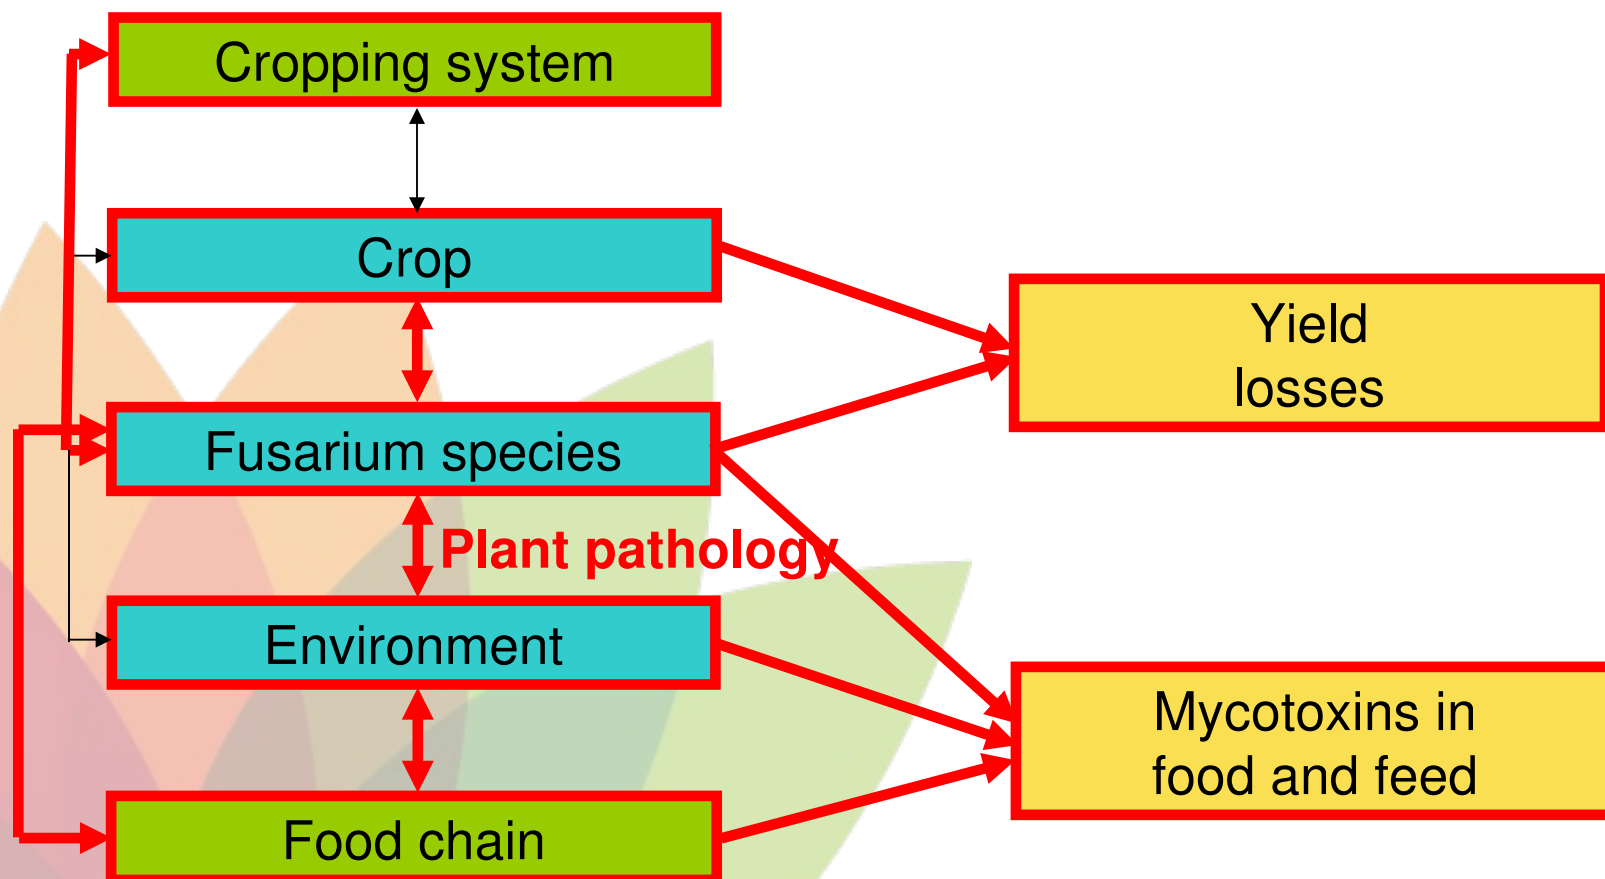 Cropping system
Crop
Yield
losses
Fusarium species
Plant pathology
Environment
Mycotoxins in
food and feed
Food chain